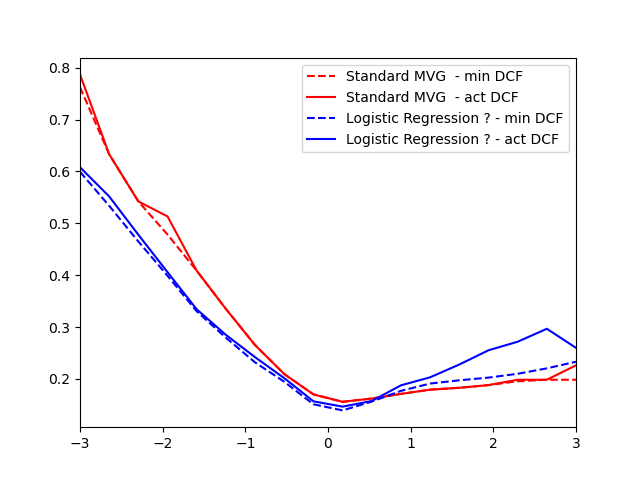 0.8
0.7
0.6
0.5
0.4
0.3
0.2
−3 −2 −1 0 1 2 3
Standard MVG  - min DCF
Standard MVG  - act DCF
Logistic Regression ? - min DCF
Logistic Regression ? - act DCF